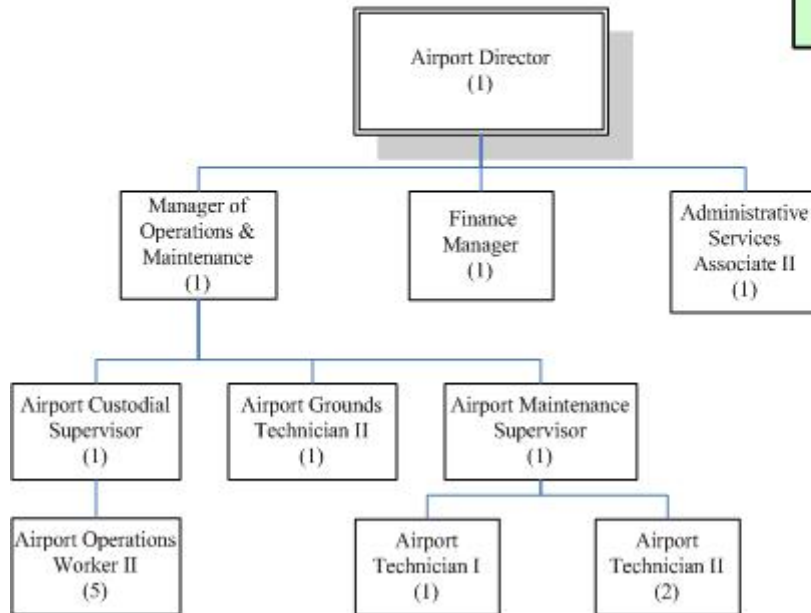 Airport Director
(1)
Manager of
Operations &
Maintenance
(1)
Finance
Manager
(1)
Administrative
Services
Associate II
(1)
Airport Custodial
Supervisor
(1)
Airport Grounds
Technician II
(1)
Airport Maintenance
Supervisor
(1)
Airport Operations
Worker II
(5)
Airport
Technician I
(1)
Airport
Technician II
(2)